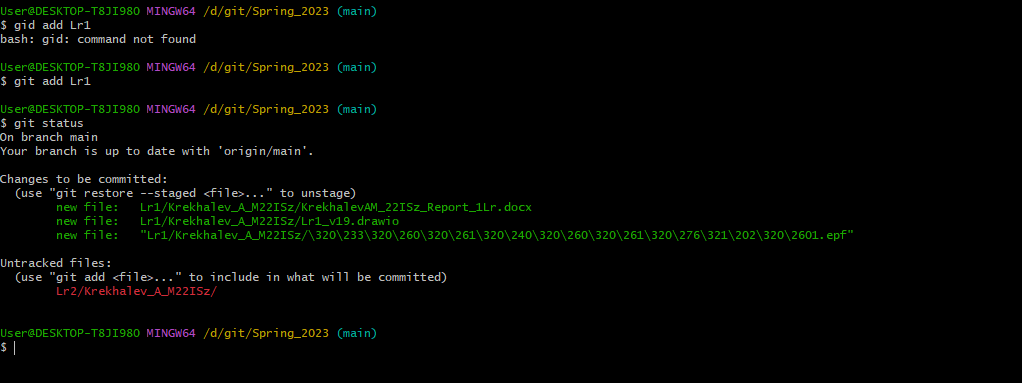 User@DESKTOP-T8JI980 MINGW64 /d/git/Spring_2023 (main)
$ gid add Lr1
bash: gid: command not found
User@DESKTOP-T8JI980 MINGW64 /d/git/Spring_2023 (main)
$ git add Lr1
User@DESKTOP-T8JI980 MINGW64 /d/git/Spring_2023 (main)
$ git status
On branch main
Your branch is up to date with 'origin/main'.
Changes to be committed:
  (use "git restore --staged <file>..." to unstage)
        new file:   Lr1/Krekhalev_A_M22ISz/KrekhalevAM_22ISz_Report_1Lr.docx
        new file:   Lr1/Krekhalev_A_M22ISz/Lr1_v19.drawio
        new file:   "Lr1/Krekhalev_A_M22ISz/\320\233\320\260\320\261\320\240\320\260\320\261\320\276\321\202\320\2601.epf"
Untracked files:
  (use "git add <file>..." to include in what will be committed)
        Lr2/Krekhalev_A_M22ISz/
User@DESKTOP-T8JI980 MINGW64 /d/git/Spring_2023 (main)
$